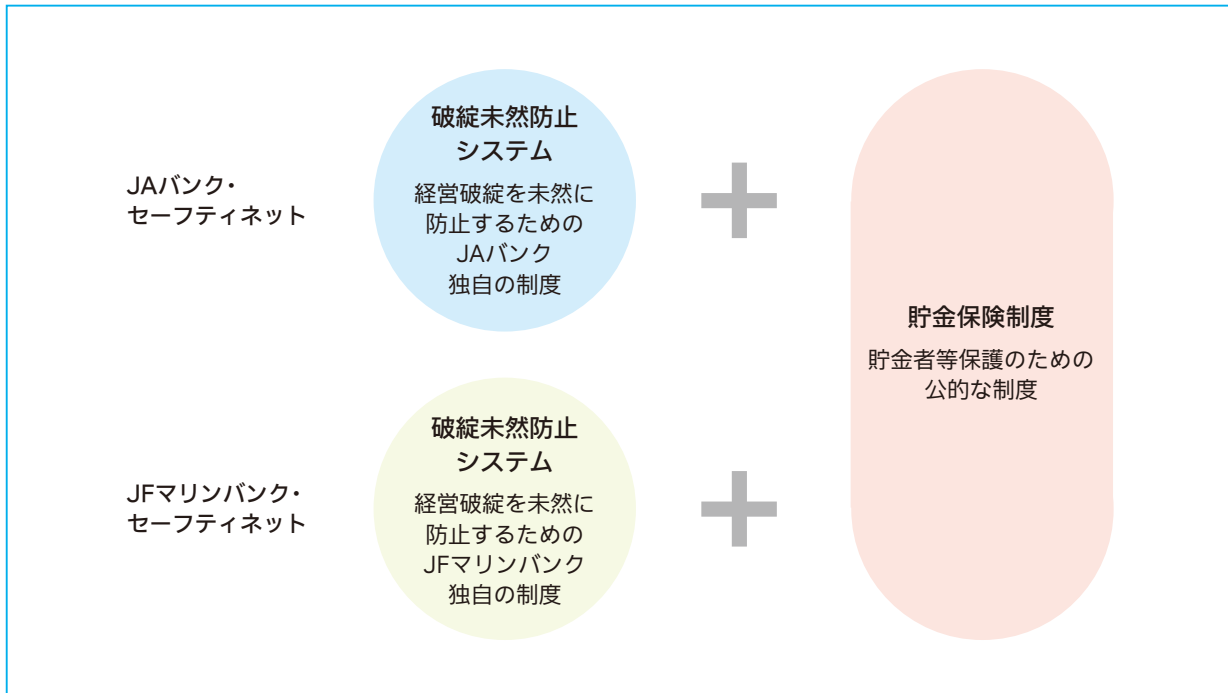 JAバンク・
セーフティネット
破綻未然防止
システム
経営破綻を未然に
防止するための
JAバンク
独自の制度
JFマリンバンク・
セーフティネット
破綻未然防止
システム
経営破綻を未然に
防止するための
JFマリンバンク
独自の制度
貯金保険制度
貯金者等保護のための
公的な制度